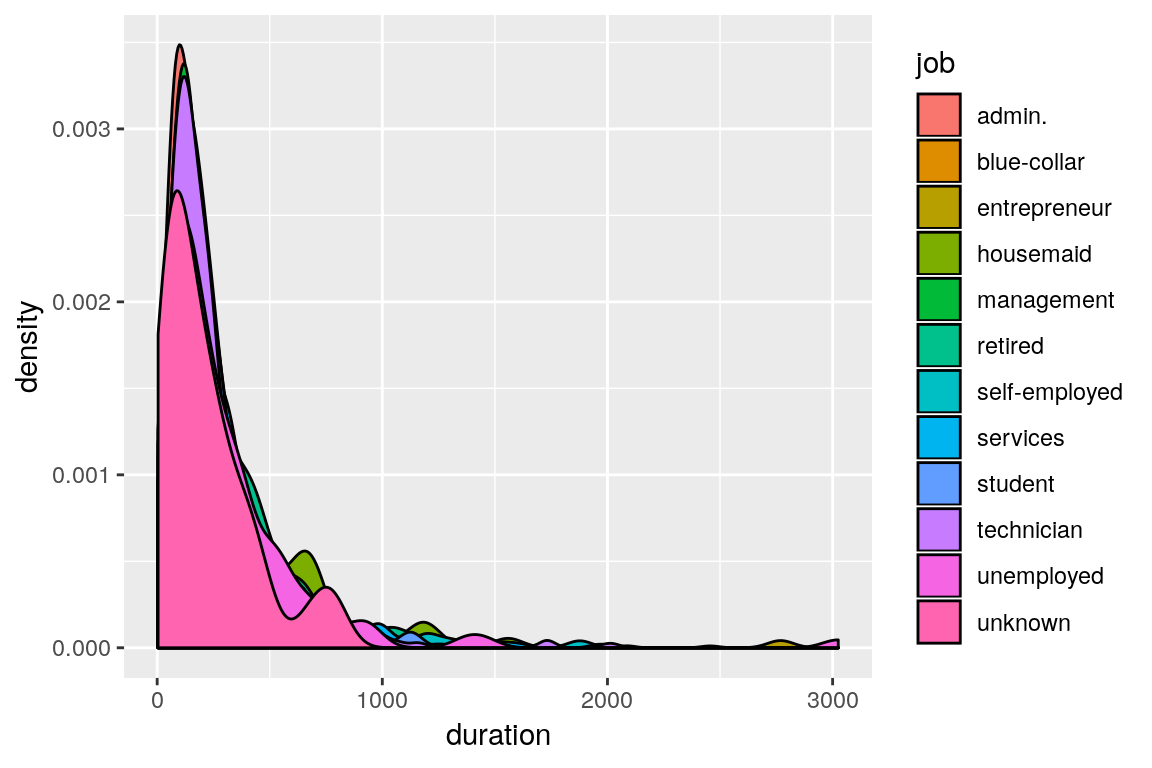 density
0.003
0.002
0.001
0.000
0 1000 2000 3000
duration
job
admin.
blue-collar
entrepreneur
housemaid
management
retired
self-employed
services
student
technician
unemployed
unknown